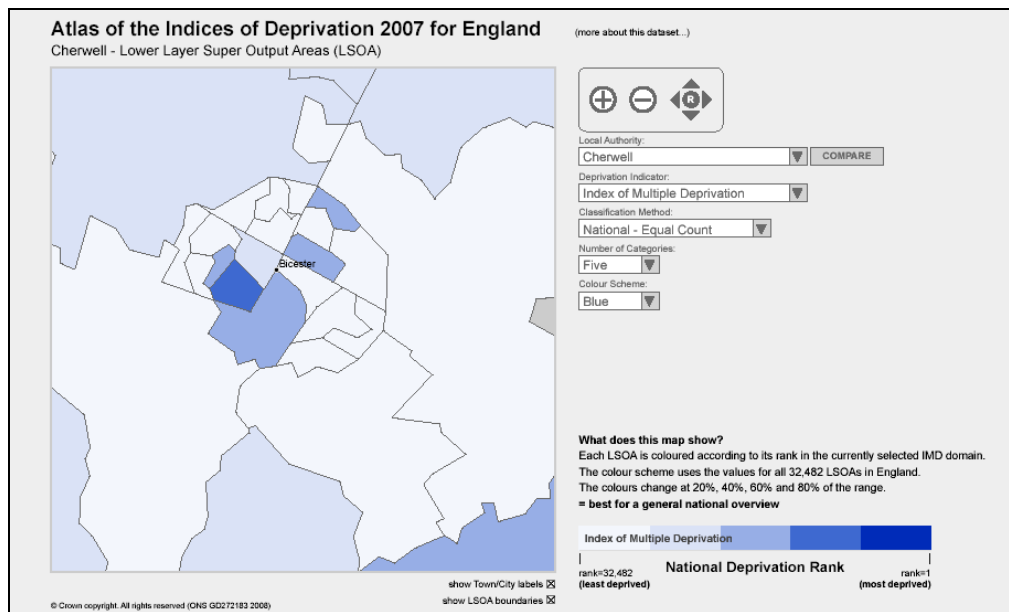 Atlas of the Indices of Deprivation 2007 for England
(more about this dataset...)
Cherwell - Lower Layer Super Output Areas (LSOA)
R
Local Authority:
Cherwell
COMPARE
Deprivation Indicator:
Index of Multiple Deprivation
Classification Method:
National - Equal Count
Number of Categories:
Five
Colour Scheme:
Blue
Bicester
What does this map show?
Each LSOA is coloured according to its rank in the currently selected IMD domain.
The colour scheme uses the values for all 32,482 LSOAs in England.
The colours change at 20%, 40%, 60% and 80% of the range.
= best for a general national overview
Index of Multiple Deprivation
rank=32,482
(least deprived)
National Deprivation Rank
rank=1
(most deprived)
show Town/City labels
show LSOA boundaries
© Crown copyright. All rights reserved (ONS GD272183 2008)